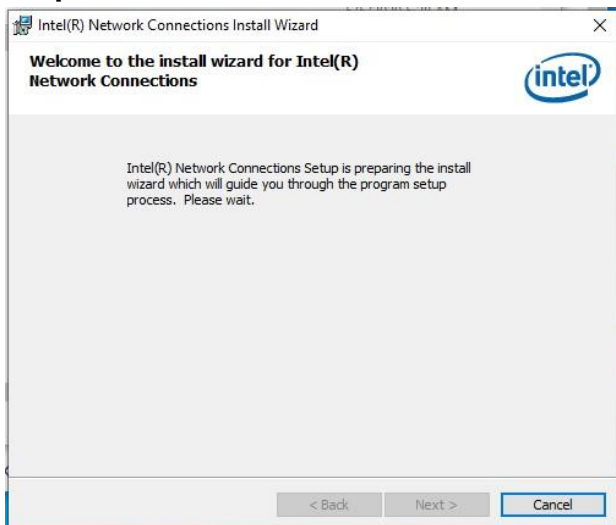 Intel(R) Network Connections Install Wizard
Welcome to the install wizard for Intel(R)
Network Connections
intel
Intel(R) Network Connections Setup is preparing the install
wizard which will guide you through the program setup
process. Please wait.
< Back Next > Cancel